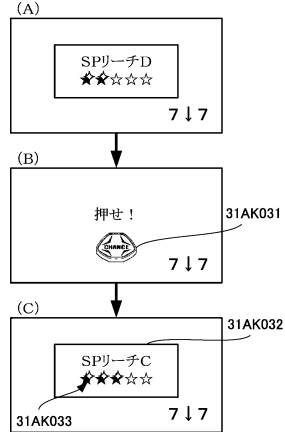 (A)
SPリーチD
★★☆☆☆
7↓7
(B)
押せ！
CHANCE
31AK031
7↓7
(C)
31AK032
SPリーチC
★★★☆☆
31AK033
7↓7